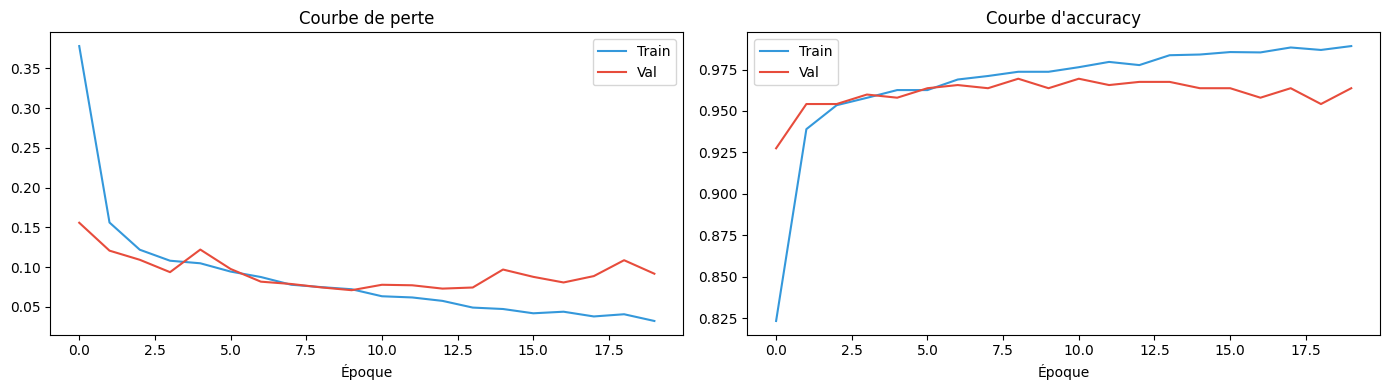 Courbe de perte
Train
Val
0.35
0.30
0.25
0.20
0.15
0.10
0.05
0.0 2.5 5.0 7.5 10.0 12.5 15.0 17.5
Époque
Courbe d'accuracy
Train
Val
0.975
0.950
0.925
0.900
0.875
0.850
0.825
0.0 2.5 5.0 7.5 10.0 12.5 15.0 17.5
Époque